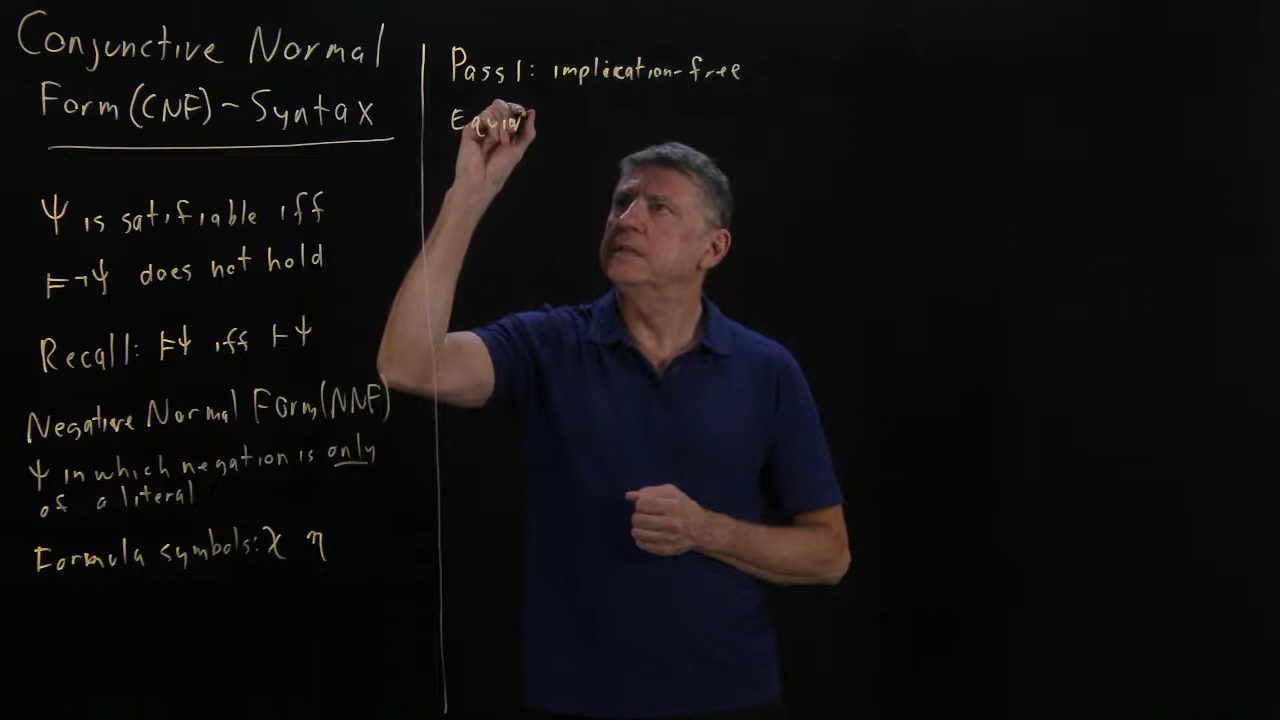 Conjunctive Normal
Form (CNF) - Syntax
Ψ is satisfiable iff
⊨¬Ψ does not hold
Recall: ⊨Ψ iff ⊢Ψ
Negative Normal Form (NNF)
Ψ in which negation is only
of a literal
Formula symbols: χ η
Pass 1: implication-free